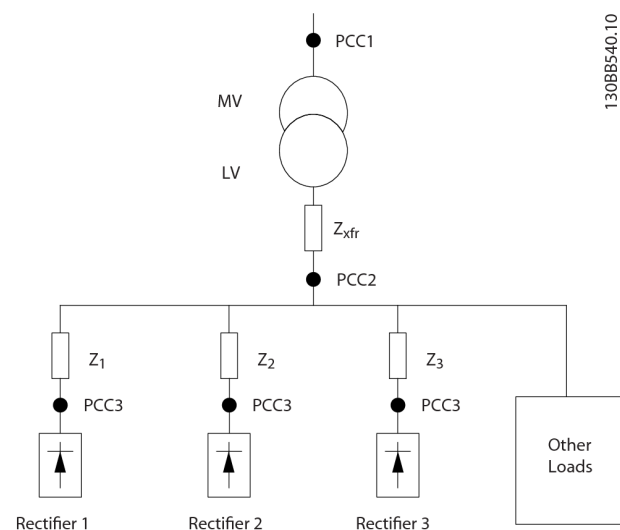 130BB540.10
PCC1
MV
LV
Zxfr
PCC2
Z1
Z2
Z3
PCC3
PCC3
PCC3
Other
Loads
Rectifier 1
Rectifier 2
Rectifier 3